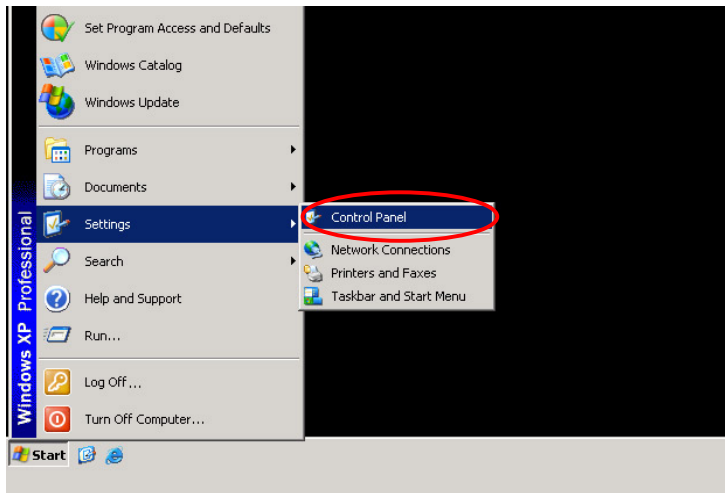 Set Program Access and Defaults
Windows Catalog
Windows Update
Programs
Documents
Settings
Search
Help and Support
Run...
Log Off...
Turn Off Computer...
Control Panel
Network Connections
Printers and Faxes
Taskbar and Start Menu
Windows XP Professional
Start